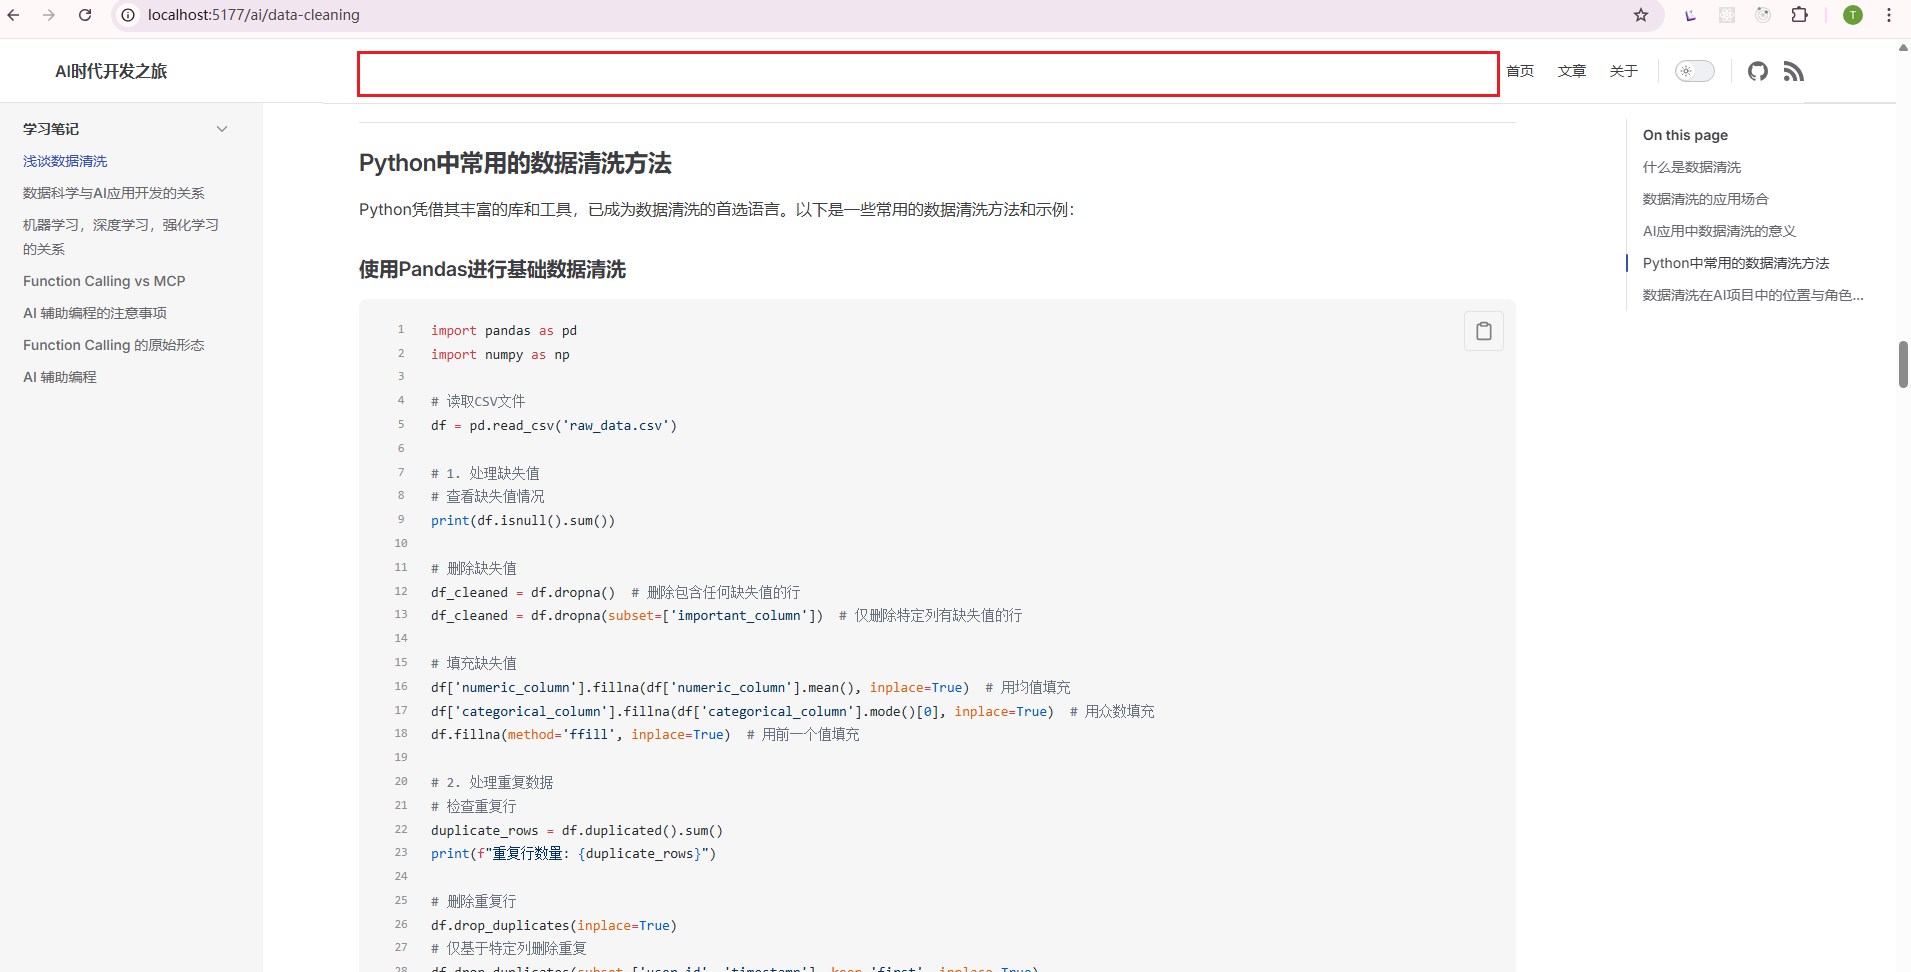 localhost:5177/ai/data-cleaning
T
AI时代开发之旅
首页 文章 关于
学习笔记
浅谈数据清洗
数据科学与AI应用开发的关系
机器学习，深度学习，强化学习
的关系
Function Calling vs MCP
AI 辅助编程的注意事项
Function Calling 的原始形态
AI 辅助编程
Python中常用的数据清洗方法
Python凭借其丰富的库和工具，已成为数据清洗的首选语言。以下是一些常用的数据清洗方法和示例：
使用Pandas进行基础数据清洗
1 import pandas as pd
2 import numpy as np
3
4 # 读取CSV文件
5 df = pd.read_csv('raw_data.csv')
6
7 # 1. 处理缺失值
8 # 查看缺失值情况
9 print(df.isnull().sum())
10
11 # 删除缺失值
12 df_cleaned = df.dropna()  # 删除包含任何缺失值的行
13 df_cleaned = df.dropna(subset=['important_column'])  # 仅删除特定列有缺失值的行
14
15 # 填充缺失值
16 df['numeric_column'].fillna(df['numeric_column'].mean(), inplace=True)  # 用均值填充
17 df['categorical_column'].fillna(df['categorical_column'].mode()[0], inplace=True)  # 用众数填充
18 df.fillna(method='ffill', inplace=True)  # 用前一个值填充
19
20 # 2. 处理重复数据
21 # 检查重复行
22 duplicate_rows = df.duplicated().sum()
23 print(f"重复行数量: {duplicate_rows}")
24
25 # 删除重复行
26 df.drop_duplicates(inplace=True)
27 # 仅基于特定列删除重复
28 df.drop_duplicates(subset=['user_id', 'timestamp'], keep='first', inplace=True)
On this page
什么是数据清洗
数据清洗的应用场合
AI应用中数据清洗的意义
Python中常用的数据清洗方法
数据清洗在AI项目中的位置与角色...